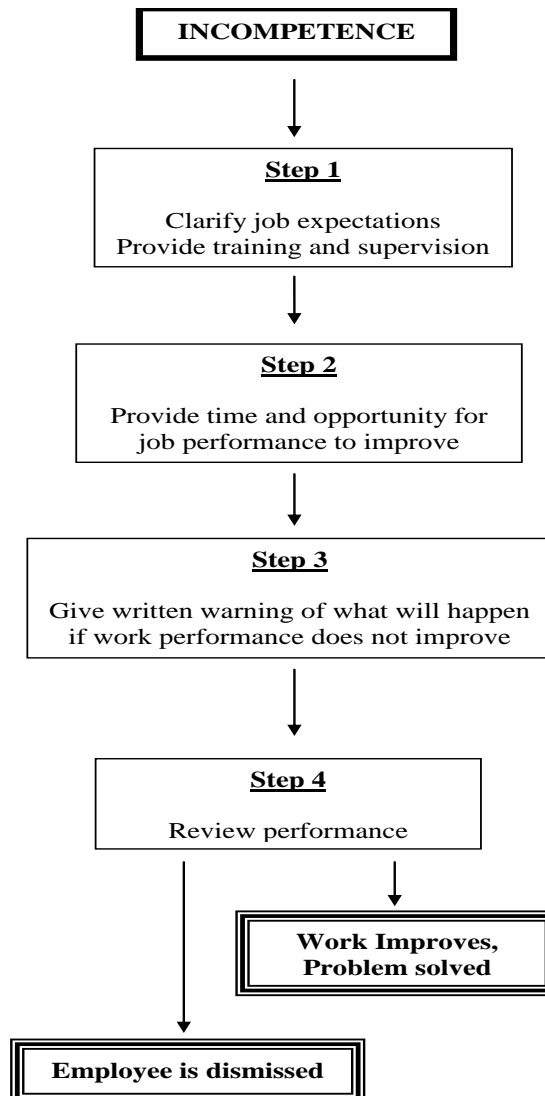 INCOMPETENCE
Step 1
Clarify job expectations
Provide training and supervision
Step 2
Provide time and opportunity for
job performance to improve
Step 3
Give written warning of what will happen
if work performance does not improve
Step 4
Review performance
Work Improves,
Problem solved
Employee is dismissed